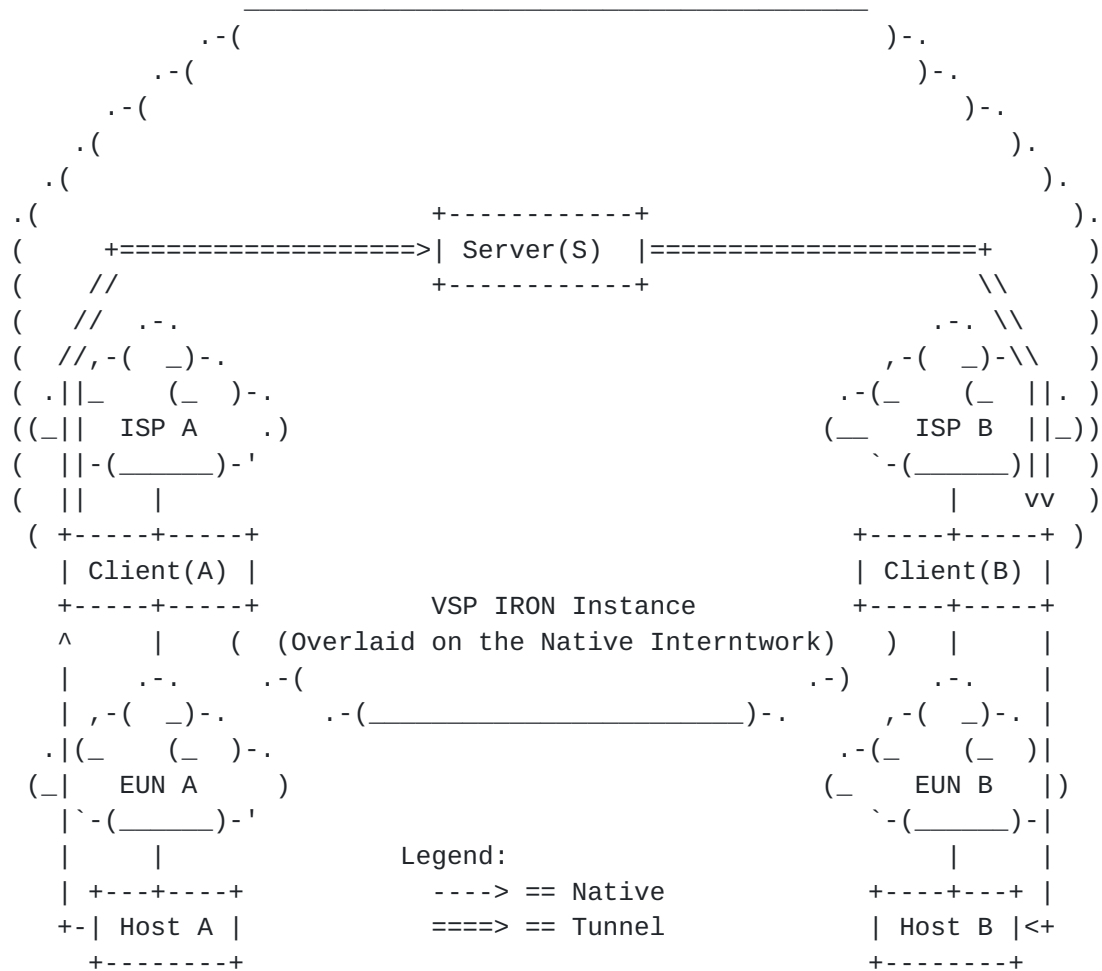 Server(S)
ISP A ISP B
Client(A) Client(B)
VSP IRON Instance
(Overlaid on the Native Interntwork)
EUN A EUN B
Legend:
----> == Native
Host A ====> == Tunnel Host B